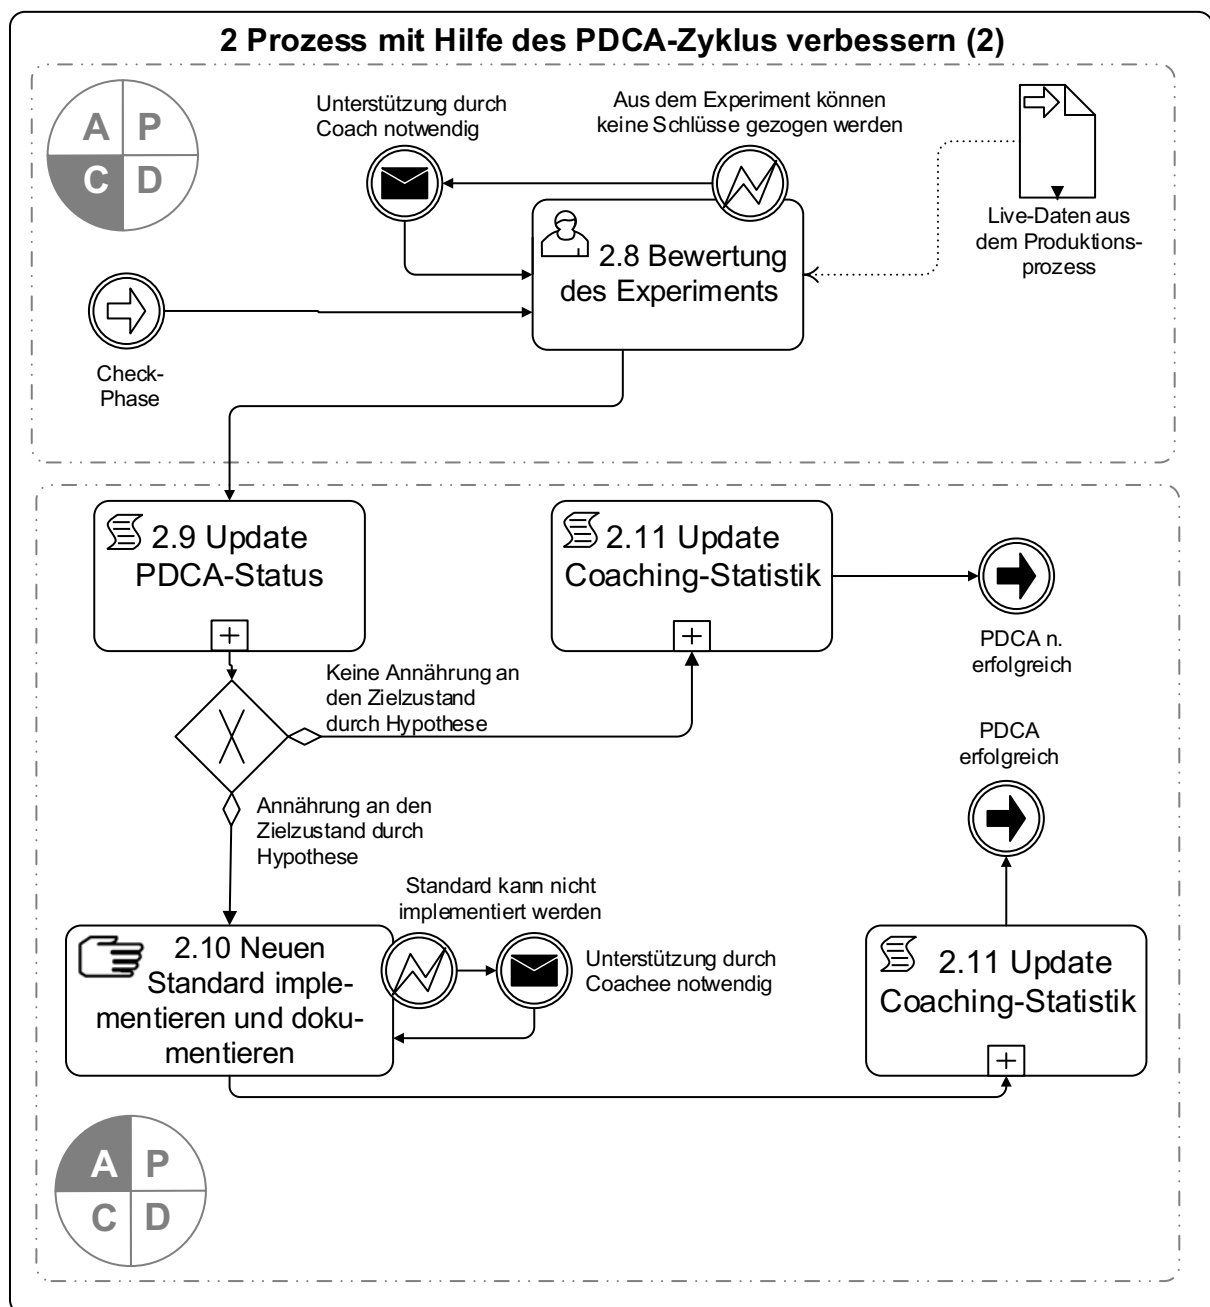 2 Prozess mit Hilfe des PDCA-Zyklus verbessern (2)
A P
C D
Unterstützung durch
Coach notwendig
Aus dem Experiment können
keine Schlüsse gezogen werden
Live-Daten aus
dem Produktions-
prozess
2.8 Bewertung
des Experiments
Check-
Phase
2.9 Update
PDCA-Status
2.11 Update
Coaching-Statistik
PDCA n.
erfolgreich
Keine Annährung an
den Zielzustand
durch Hypothese
PDCA
erfolgreich
Annährung an den
Zielzustand durch
Hypothese
Standard kann nicht
implementiert werden
2.10 Neuen
Standard imple-
mentieren und doku-
mentieren
Unterstützung durch
Coachee notwendig
2.11 Update
Coaching-Statistik
A P
C D